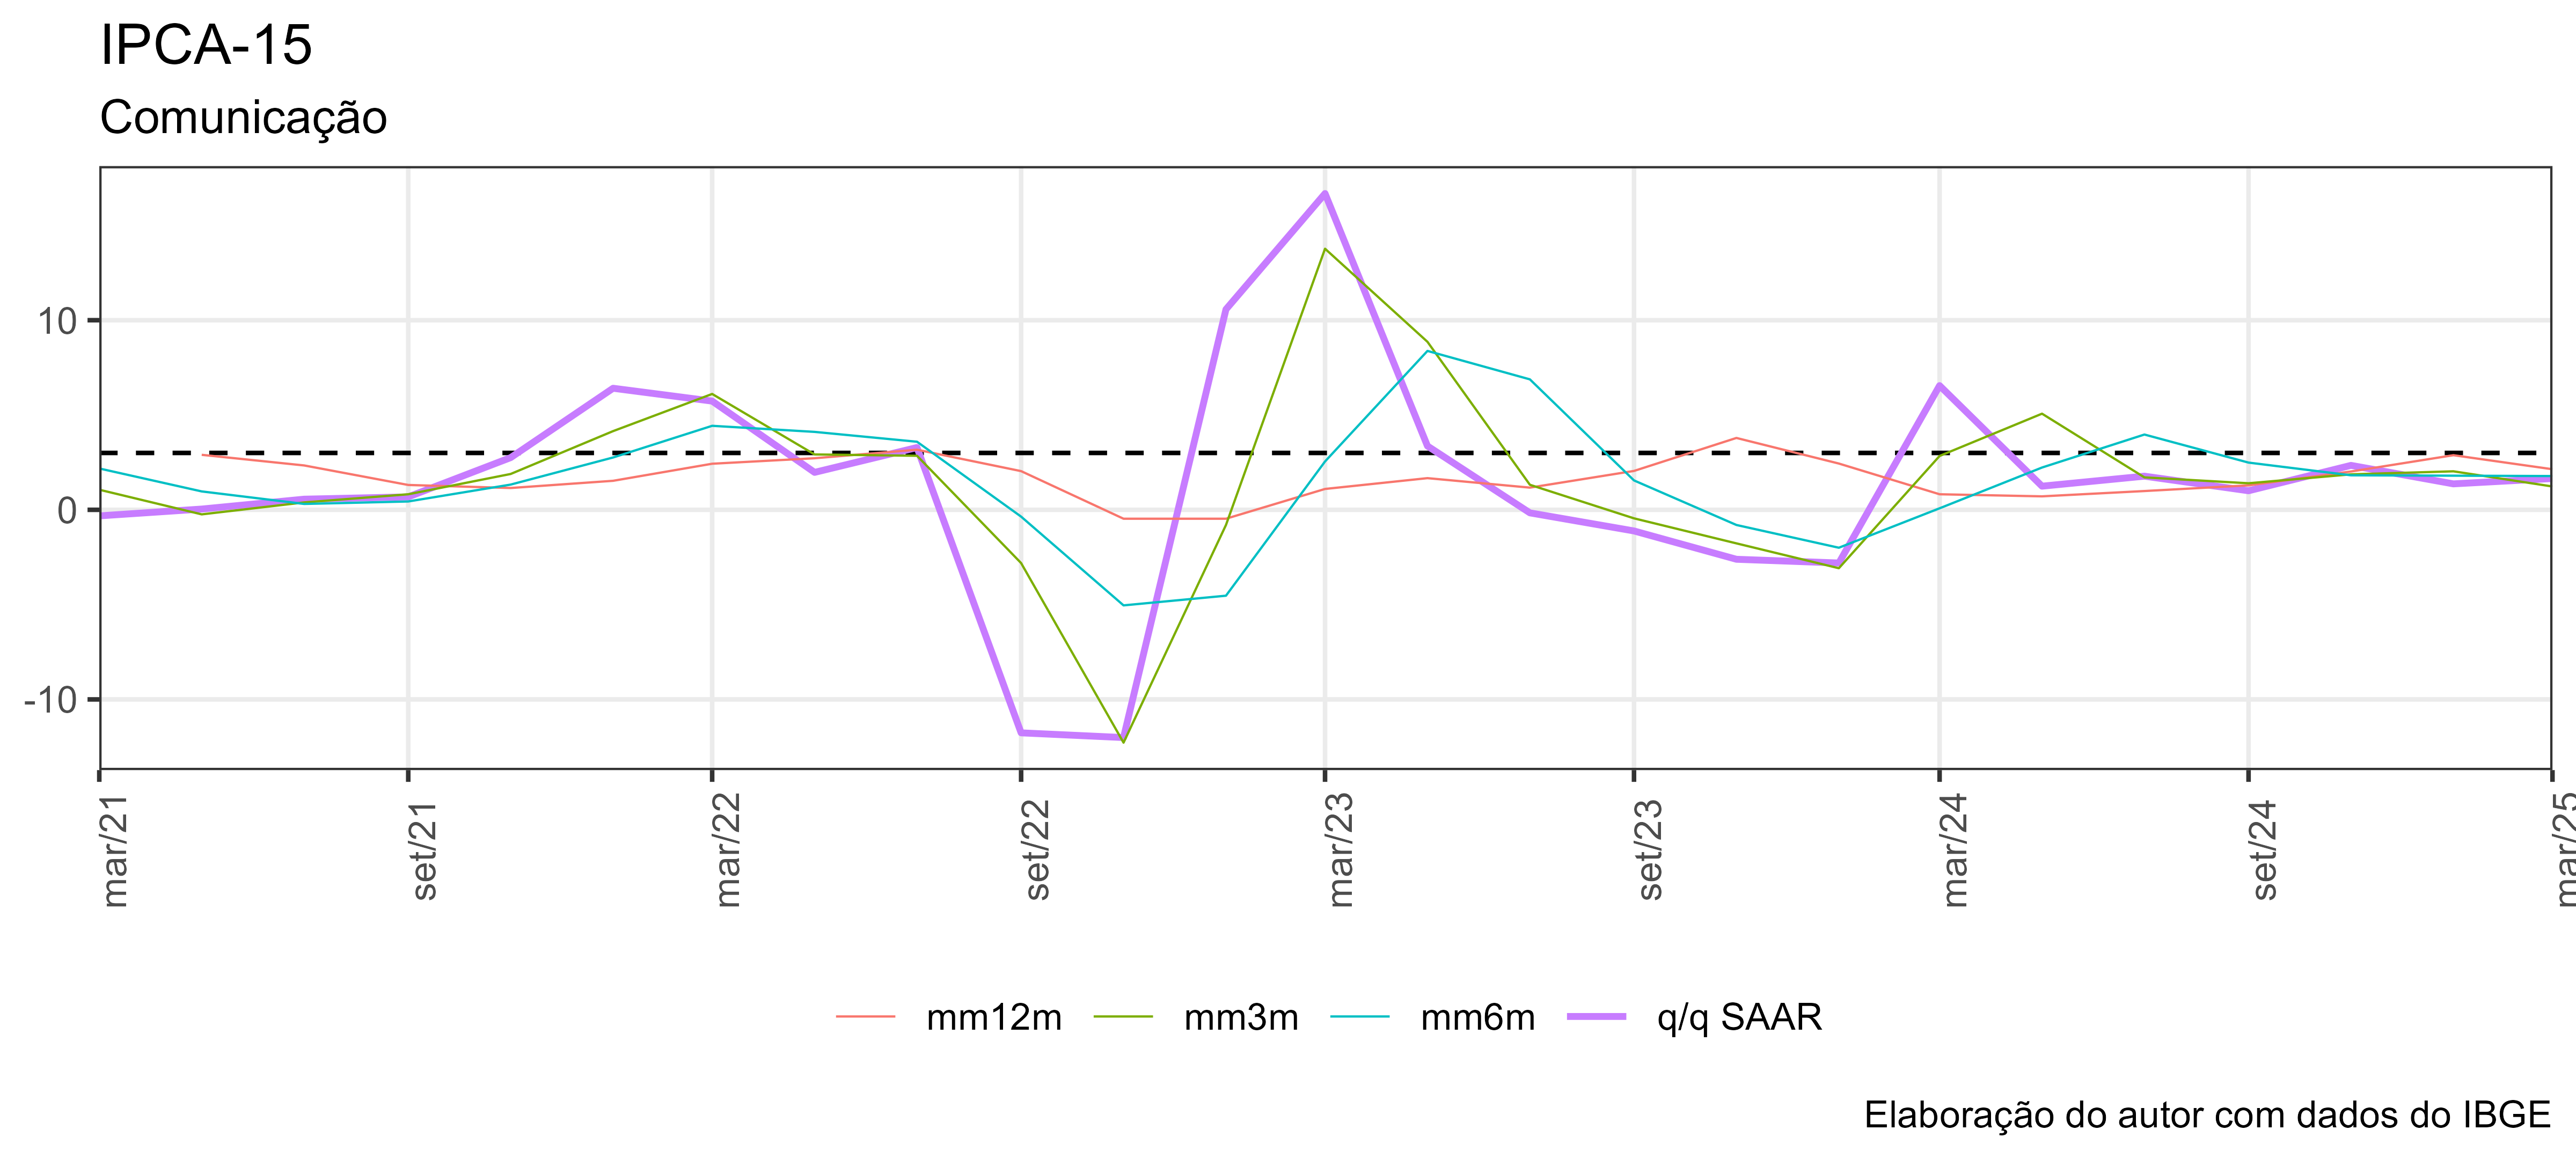 IPCA-15
Comunicação
10
0
-10
mar/21
set/21
mar/22
set/22
mar/23
set/23
mar/24
set/24
mar/25
mm12m mm3m mm6m q/q SAAR
Elaboração do autor com dados do IBGE